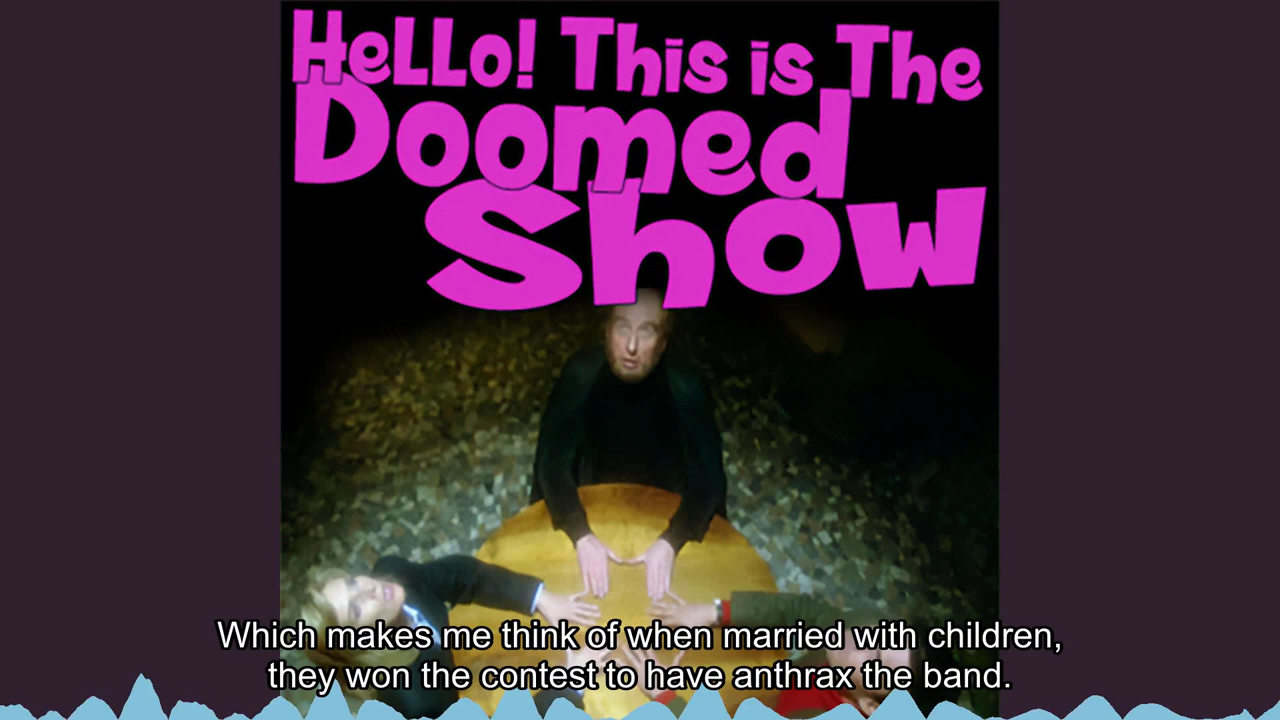 Hello! This is The
Doomed
Show
Which makes me think of when married with children,
they won the contest to have anthrax the band.